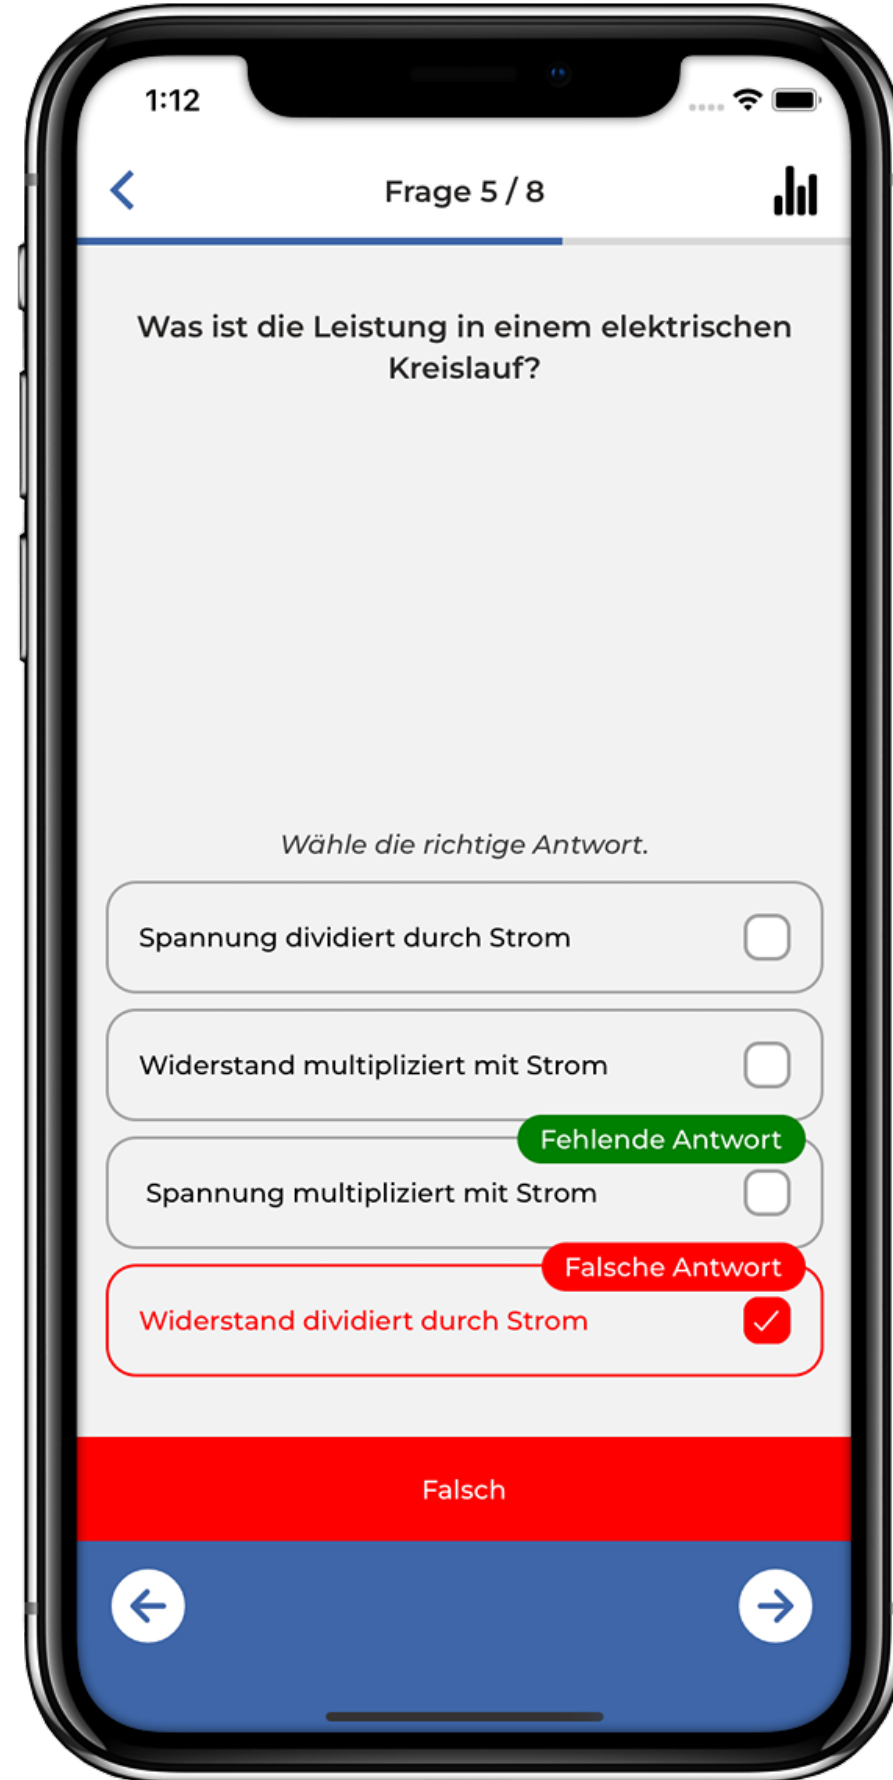 1:12
Frage 5 / 8
Was ist die Leistung in einem elektrischen
Kreislauf?
Wähle die richtige Antwort.
Spannung dividiert durch Strom
Widerstand multipliziert mit Strom
Fehlende Antwort
Spannung multipliziert mit Strom
Falsche Antwort
Widerstand dividiert durch Strom
Falsch